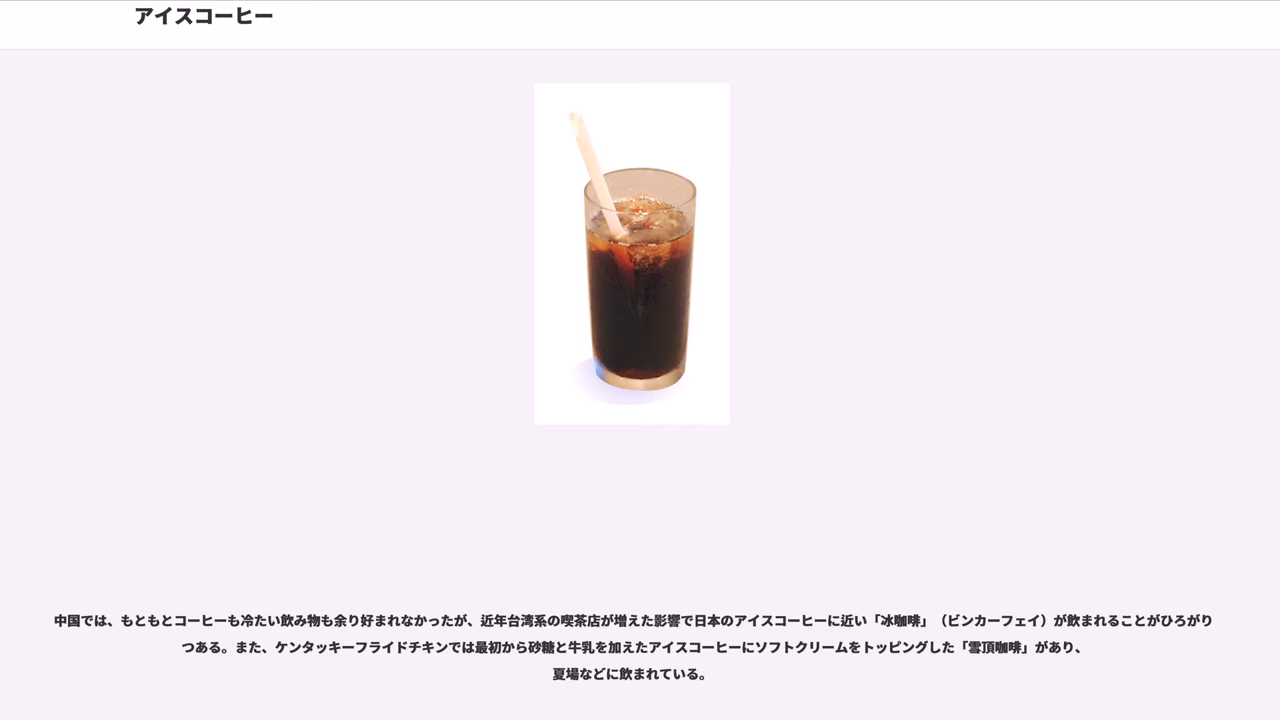 アイスコーヒー
中国では、もともとコーヒーも冷たい飲み物も余り好まれなかったが、近年台湾系の喫茶店が増えた影響で日本のアイスコーヒーに近い「冰咖啡」（ビンカーフェイ）が飲まれることがひろがり
つある。また、ケンタッキーフライドチキンでは最初から砂糖と牛乳を加えたアイスコーヒーにソフトクリームをトッピングした「雪頂咖啡」があり、
夏場などに飲まれている。